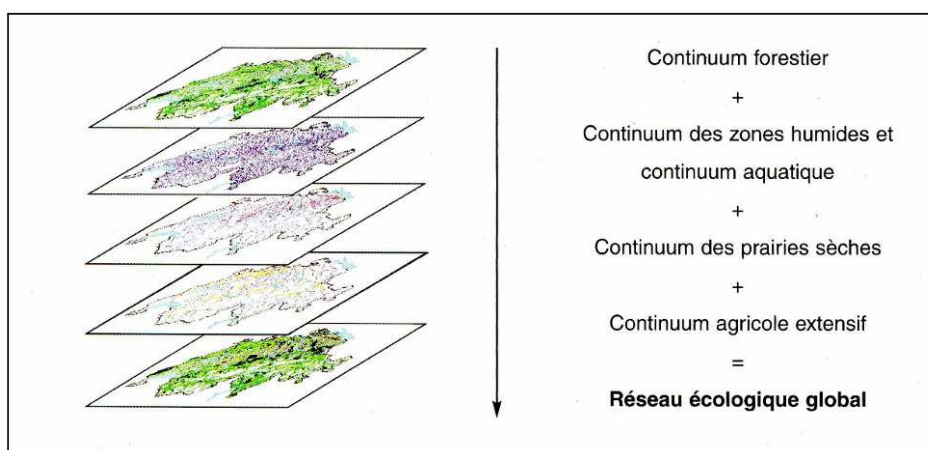 Continuum forestier
+
Continuum des zones humides et
continuum aquatique
+
Continuum des prairies sèches
+
Continuum agricole extensif
=
Réseau écologique global